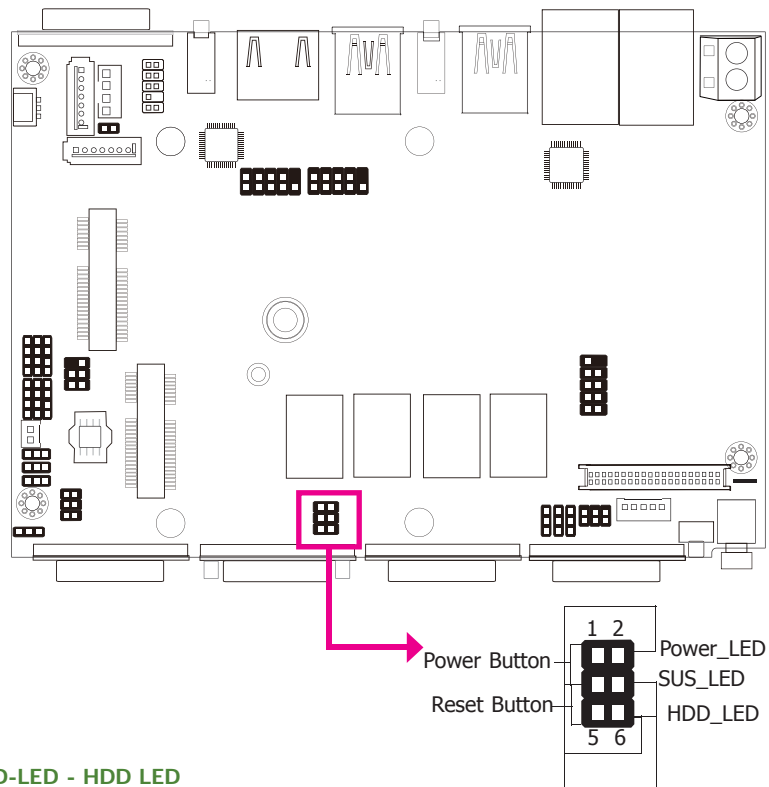 1 2
Power Button
Power_LED
SUS_LED
Reset Button
HDD_LED
5 6
D-LED - HDD LED